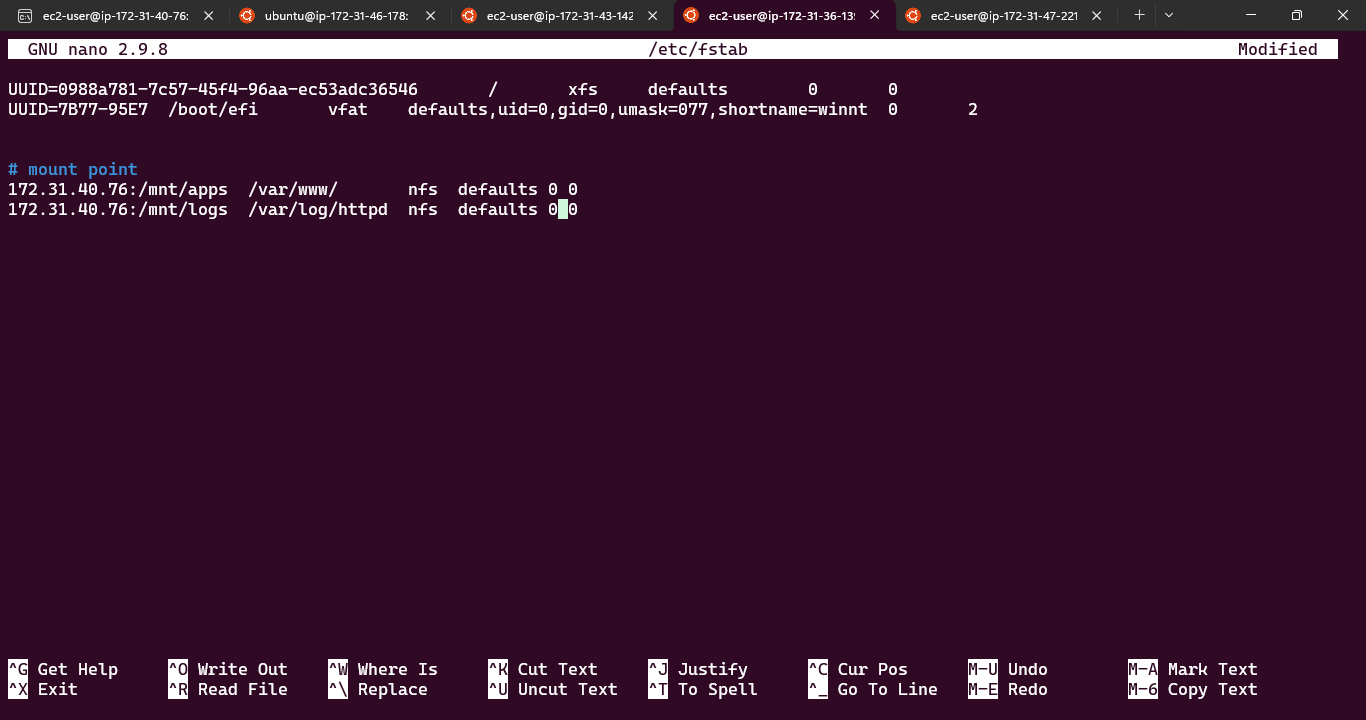 ec2-user@ip-172-31-40-76: ubuntu@ip-172-31-46-178: ec2-user@ip-172-31-43-142 ec2-user@ip-172-31-36-139 ec2-user@ip-172-31-47-221
GNU nano 2.9.8 /etc/fstab Modified
UUID=0988a781-7c57-45f4-96aa-ec53adc36546 / xfs defaults 0 0
UUID=7B77-95E7 /boot/efi vfat defaults,uid=0,gid=0,umask=077,shortname=winnt 0 2
# mount point
172.31.40.76:/mnt/apps /var/www/ nfs defaults 0 0
172.31.40.76:/mnt/logs /var/log/httpd nfs defaults 0 0
^G Get Help ^O Write Out ^W Where Is ^K Cut Text ^J Justify ^C Cur Pos M-U Undo M-A Mark Text
^X Exit ^R Read File ^\ Replace ^U Uncut Text ^T To Spell ^_ Go To Line M-E Redo M-6 Copy Text